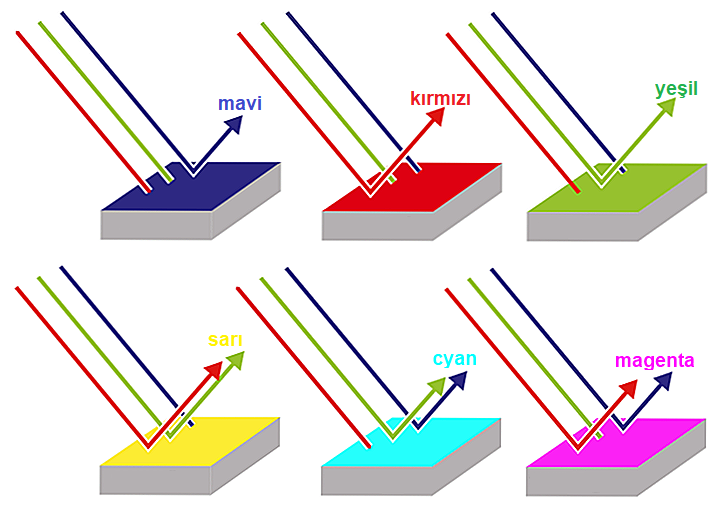 mavi
kırmızı
yeşil
sarı
cyan
magenta